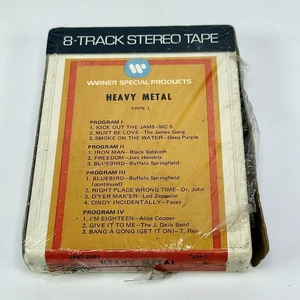 8-TRACK STEREO TAPE
WARNER SPECIAL PRODUCTS
HEAVY METAL
TAPE 1
PROGRAM I
1. KICK OUT THE JAMS—MC 5
2. MUST BE LOVE—The James Gang
3. SMOKE ON THE WATER—Deep Purple
PROGRAM II
1. IRON MAN—Black Sabbath
2. FREEDOM—Jimi Hendrix
3. BLUEBIRD—Buffalo Springfield
PROGRAM III
1. BLUEBIRD—Buffalo Springfield
(continued)
2. RIGHT PLACE WRONG TIME—Dr. John
3. D'YER MAK'ER—Led Zeppelin
4. CINDY INCIDENTALLY—Faces
PROGRAM IV
1. I'M EIGHTEEN—Alice Cooper
2. GIVE IT TO ME—The J. Geils Band
3. BANG A GONG (GET IT ON)—T. Rex
HEAVY METAL